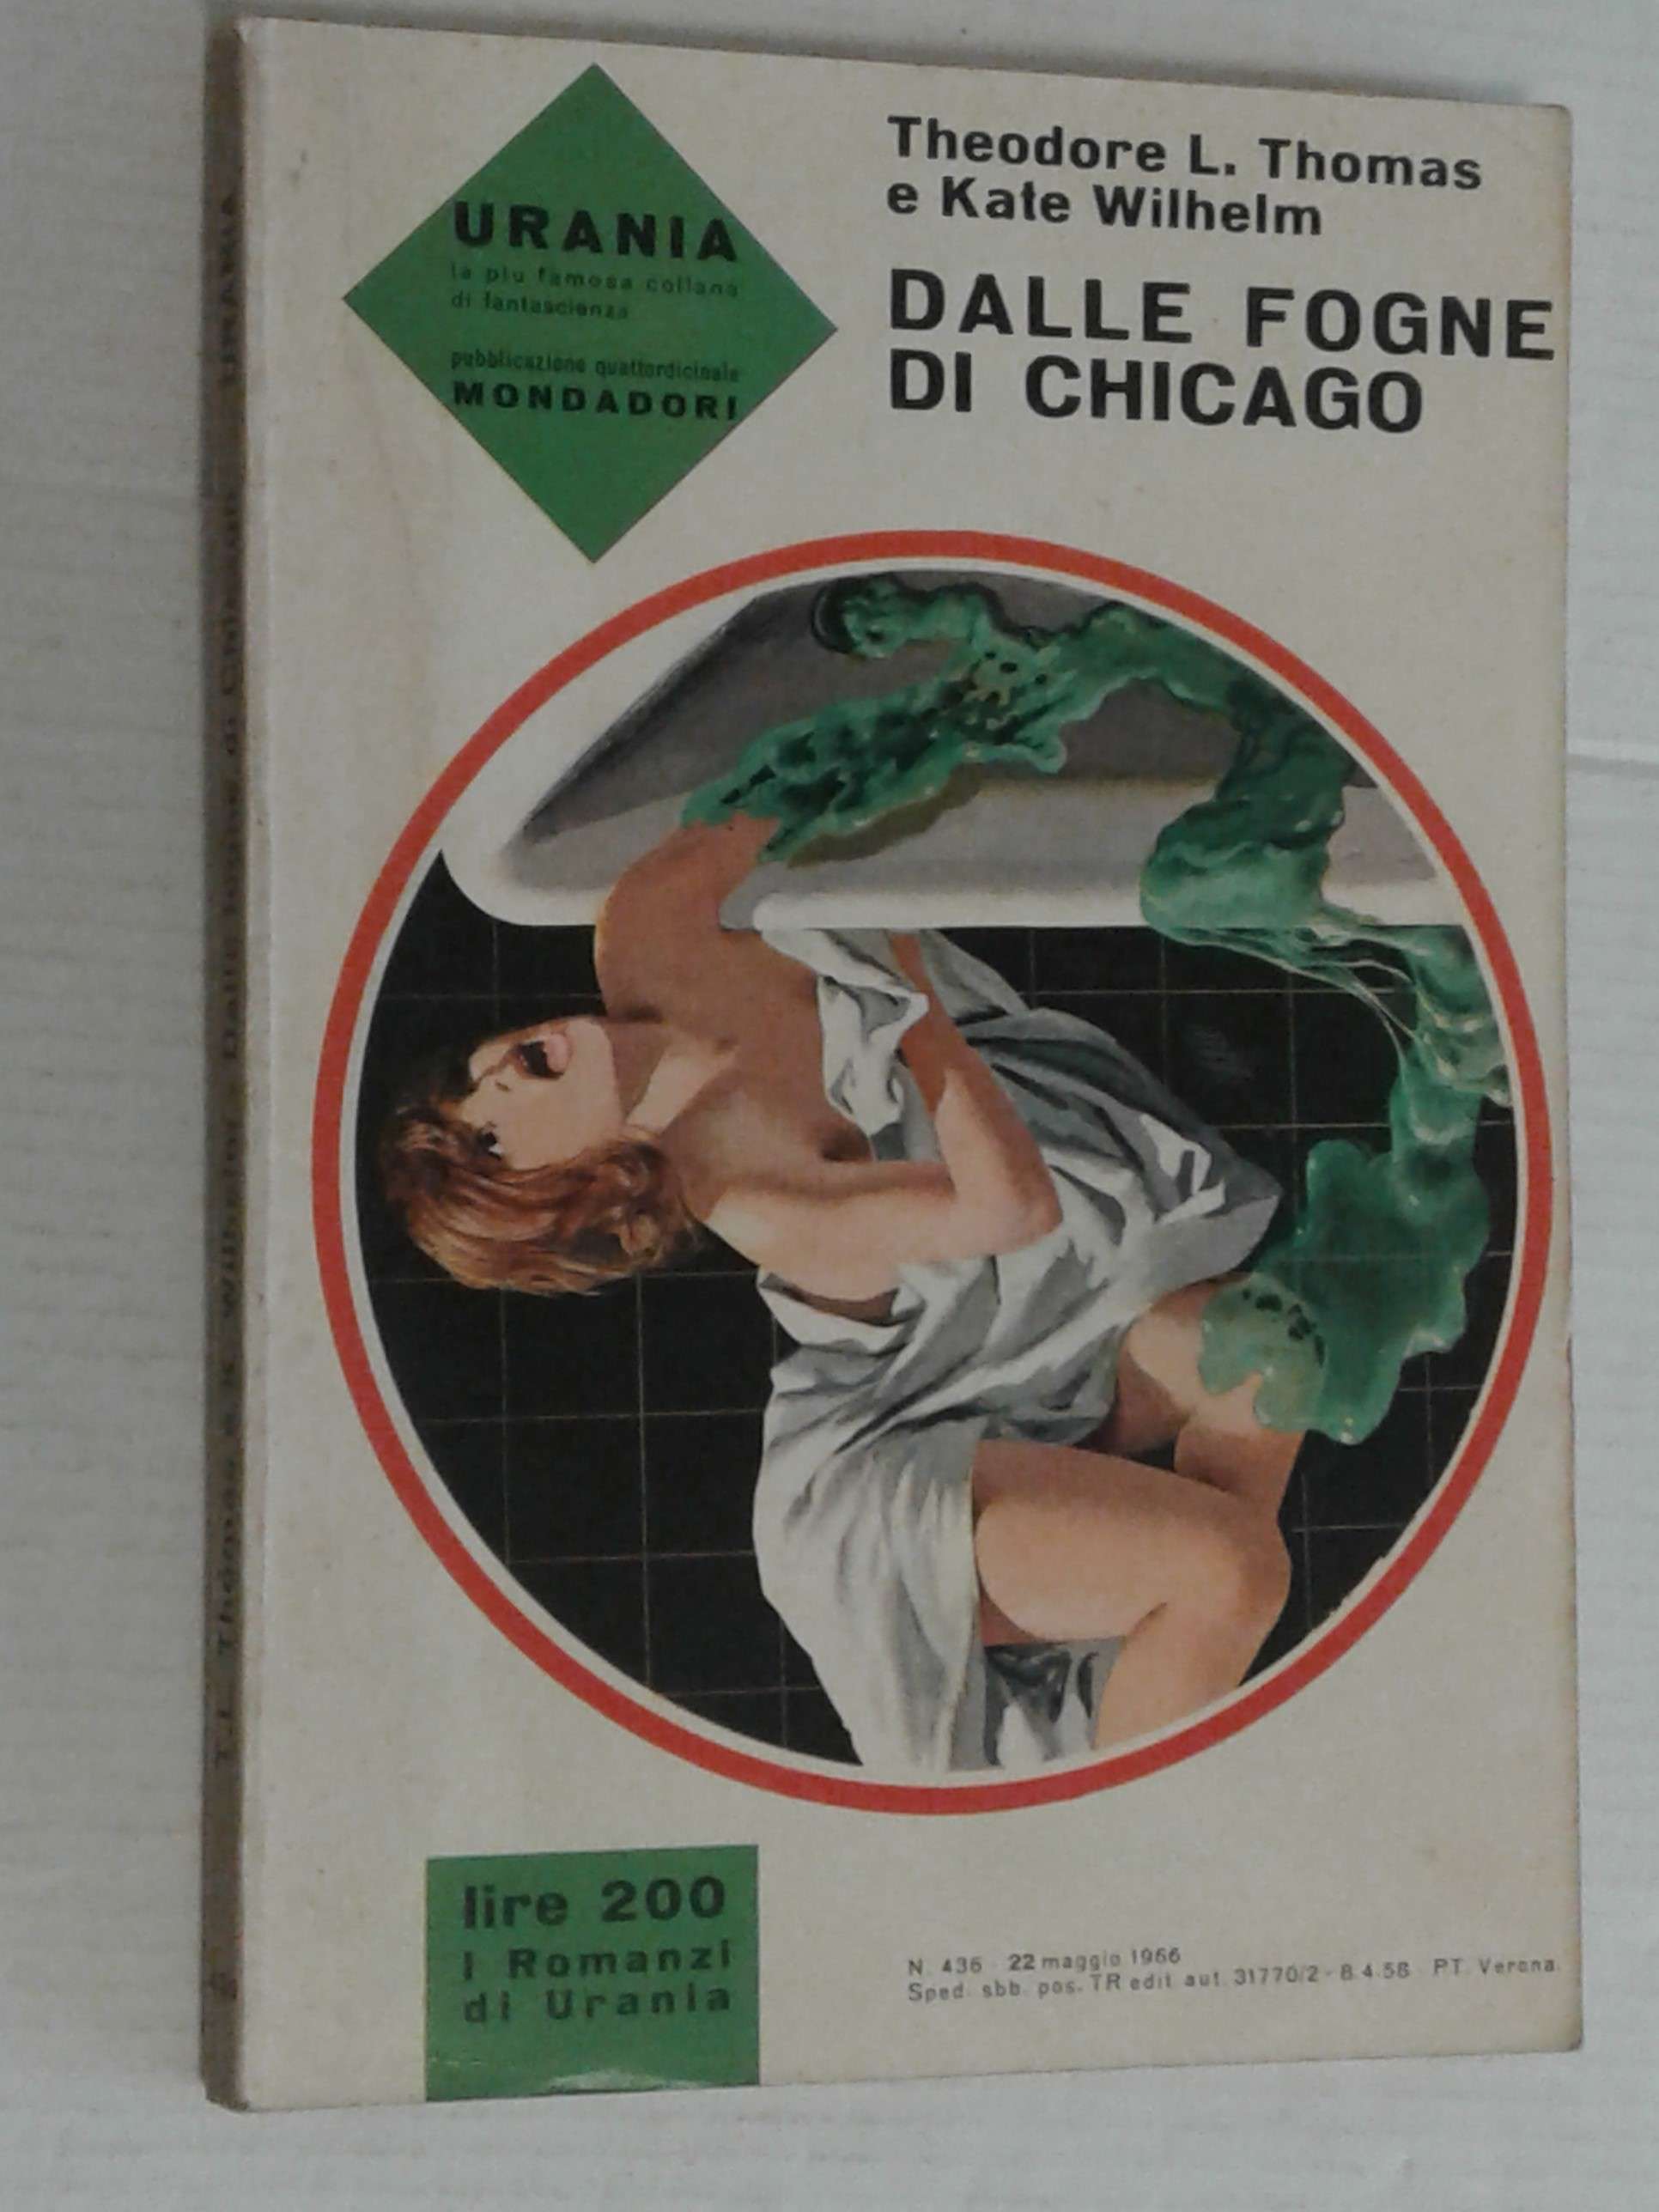 URANIA
la più famosa collana
di fantascienza
pubblicazione quattordicinale
MONDADORI
Theodore L. Thomas
e Kate Wilhelm
DALLE FOGNE
DI CHICAGO
lire 200
I Romanzi
di Urania
N. 435 - 22 maggio 1966
Sped. abb. pos. TR edit. aut. 31770/2 - 8.4.58 - PT Verona